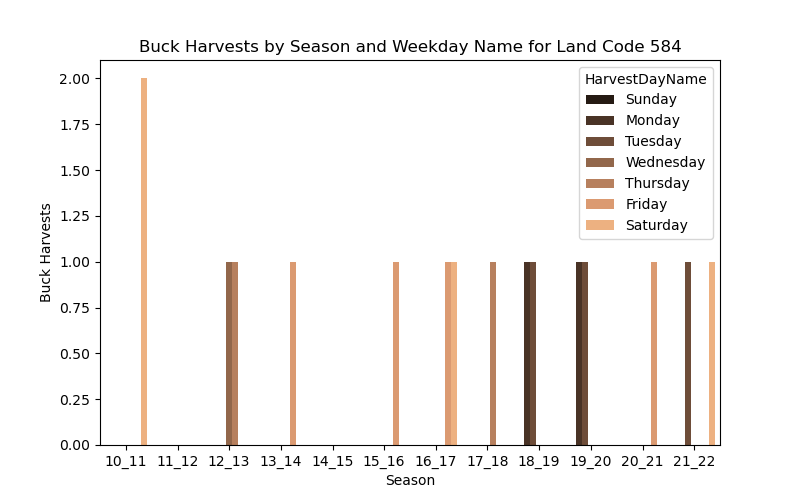 Buck Harvests by Season and Weekday Name for Land Code 584
HarvestDayName
Sunday
Monday
Tuesday
Wednesday
Thursday
Friday
Saturday
2.00
1.75
1.50
1.25
1.00
0.75
0.50
0.25
0.00
Buck Harvests
10_11 11_12 12_13 13_14 14_15 15_16 16_17 17_18 18_19 19_20 20_21 21_22
Season